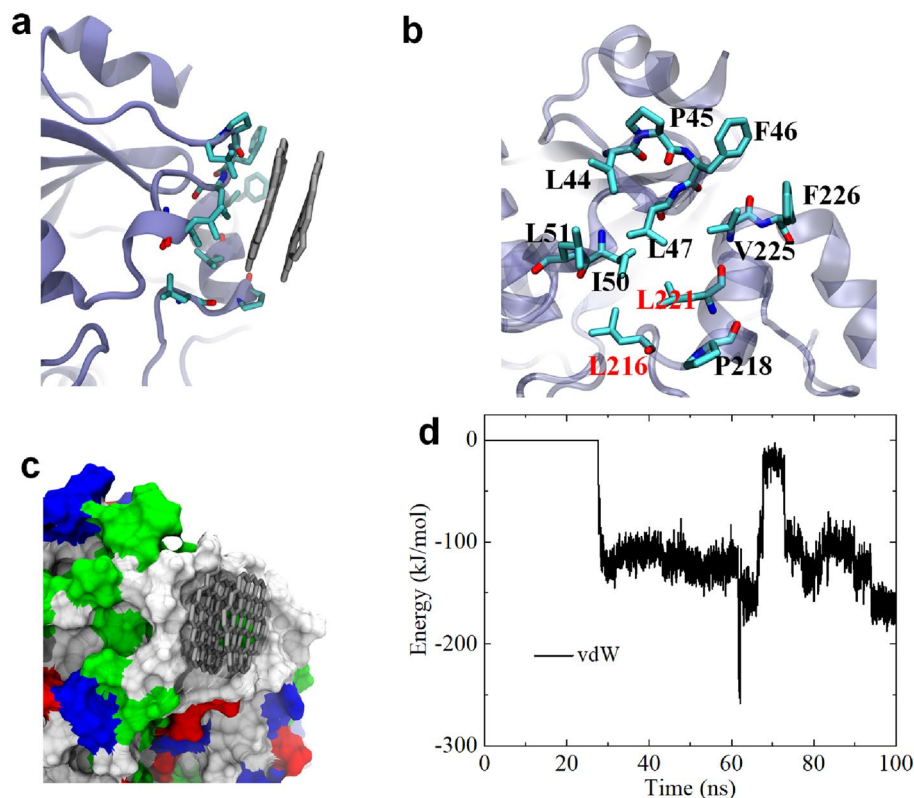 a
b
P45
F46
L44
F226
L51
L47
V225
I50
L221
L216
P218
c
d
0
-100
-200
-300
Energy (kJ/mol)
vdW
0 20 40 60 80 100
Time (ns)